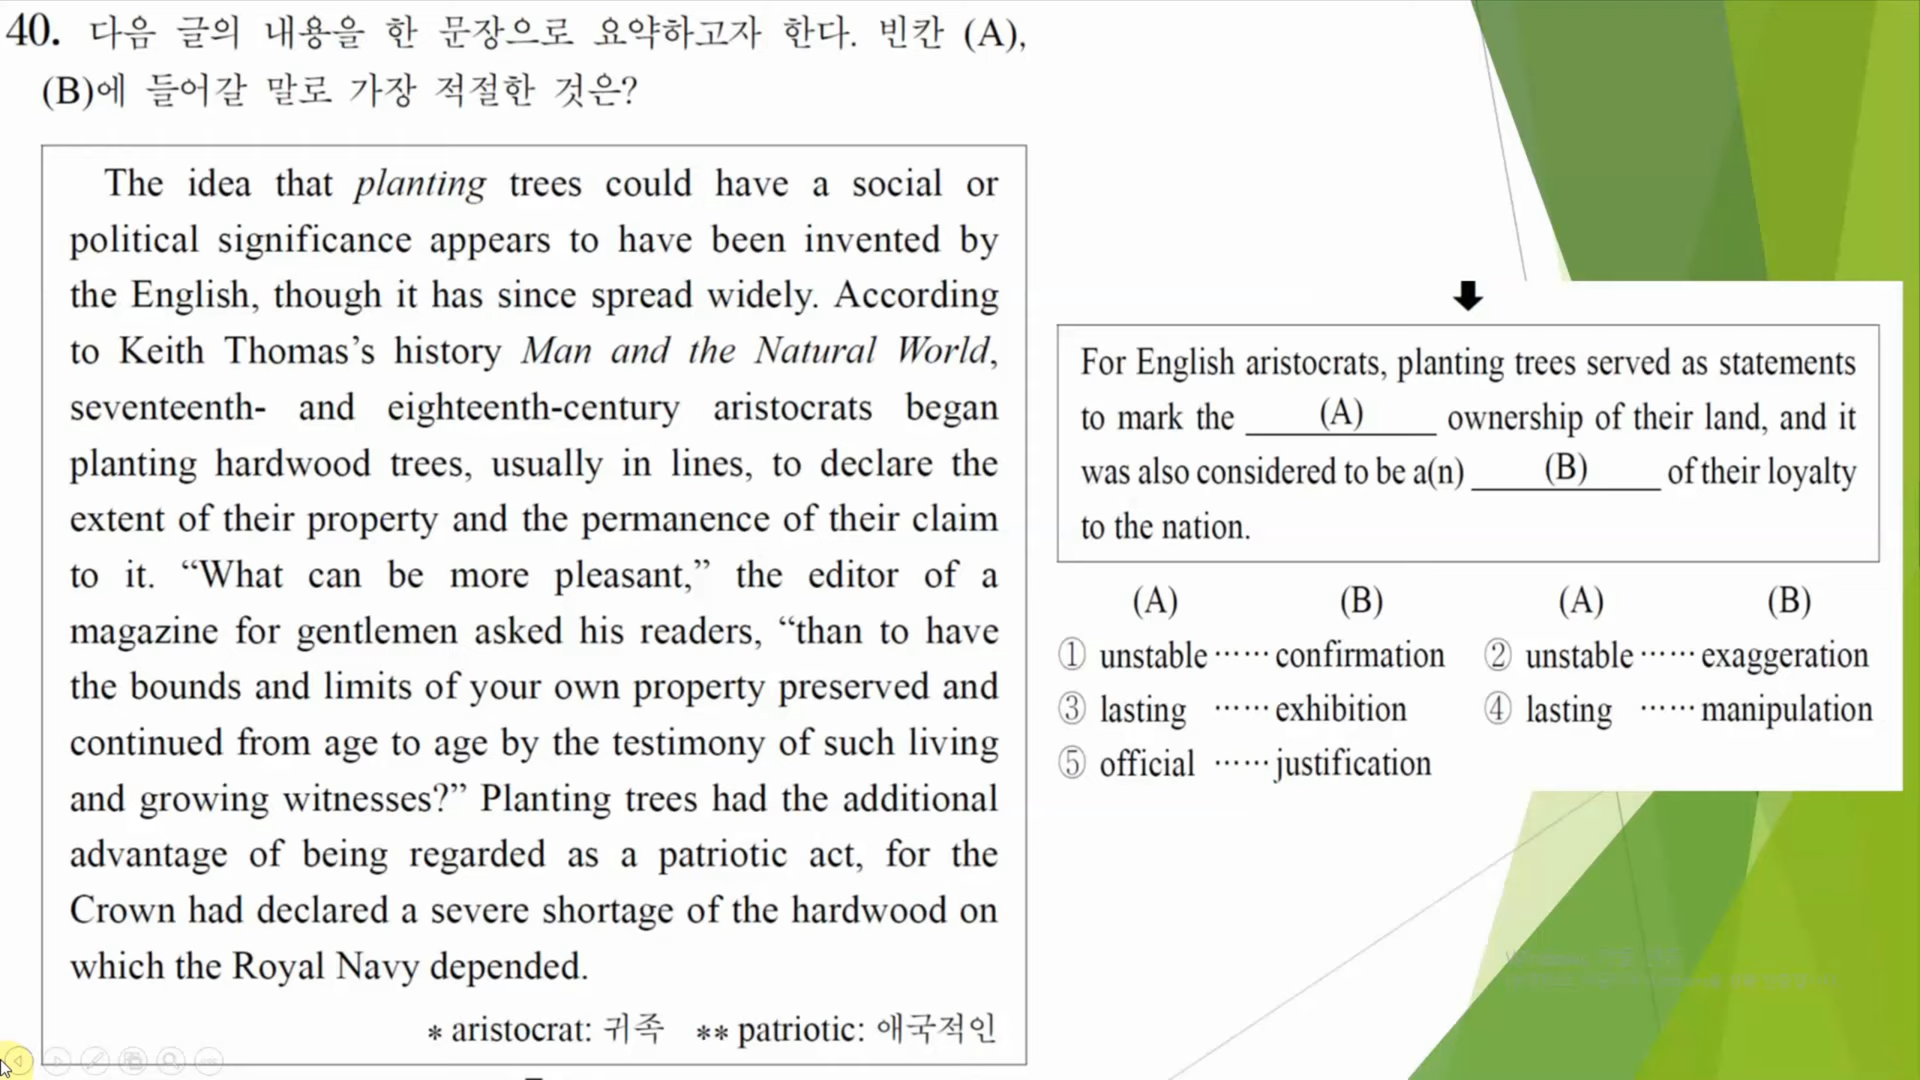 40. 다음 글의 내용을 한 문장으로 요약하고자 한다. 빈칸 (A),
(B)에 들어갈 말로 가장 적절한 것은?
The idea that planting trees could have a social or
political significance appears to have been invented by
the English, though it has since spread widely. According
to Keith Thomas’s history Man and the Natural World,
seventeenth- and eighteenth-century aristocrats began
planting hardwood trees, usually in lines, to declare the
extent of their property and the permanence of their claim
to it. “What can be more pleasant,” the editor of a
magazine for gentlemen asked his readers, “than to have
the bounds and limits of your own property preserved and
continued from age to age by the testimony of such living
and growing witnesses?” Planting trees had the additional
advantage of being regarded as a patriotic act, for the
Crown had declared a severe shortage of the hardwood on
which the Royal Navy depended.
* aristocrat: 귀족 ** patriotic: 애국적인
For English aristocrats, planting trees served as statements
to mark the (A) ownership of their land, and it
was also considered to be a(n) (B) of their loyalty
to the nation.
(A) (B) (A) (B)
① unstable …… confirmation ② unstable …… exaggeration
③ lasting …… exhibition ④ lasting …… manipulation
⑤ official …… justification